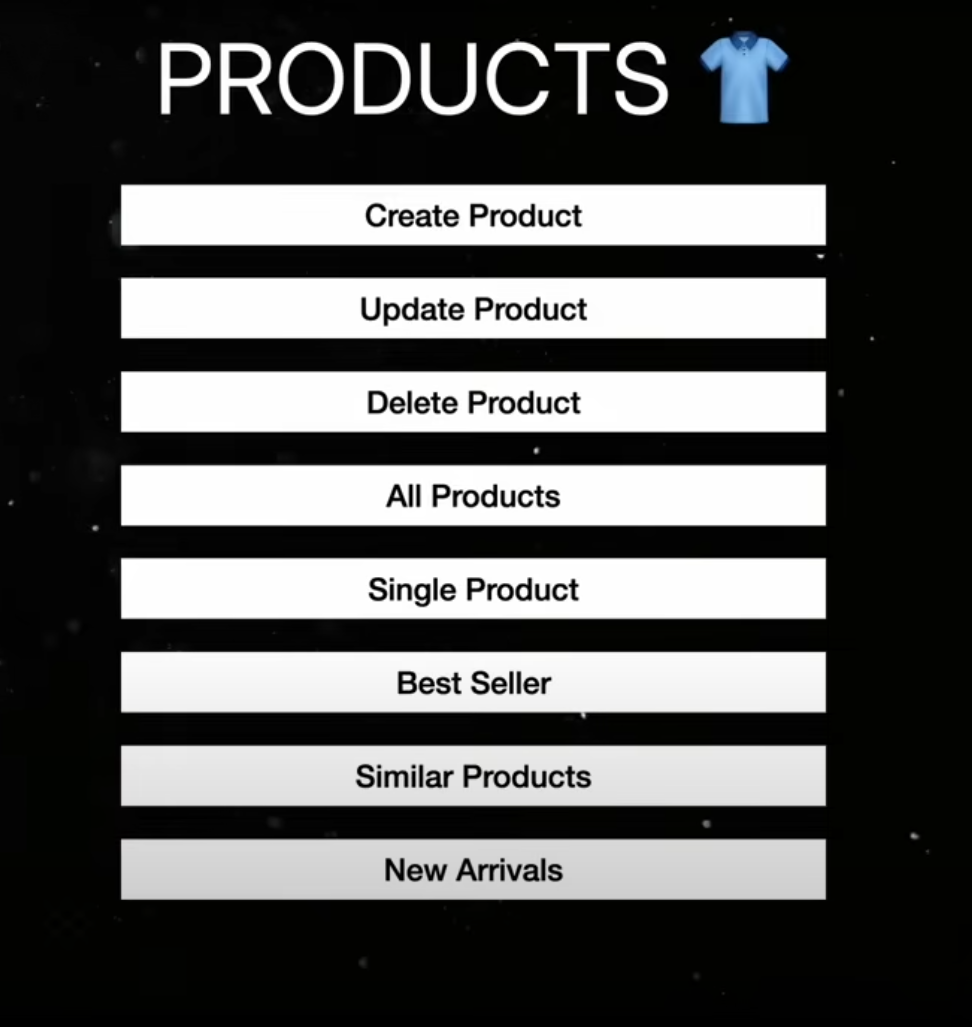 PRODUCTS 👕
Create Product
Update Product
Delete Product
All Products
Single Product
Best Seller
Similar Products
New Arrivals